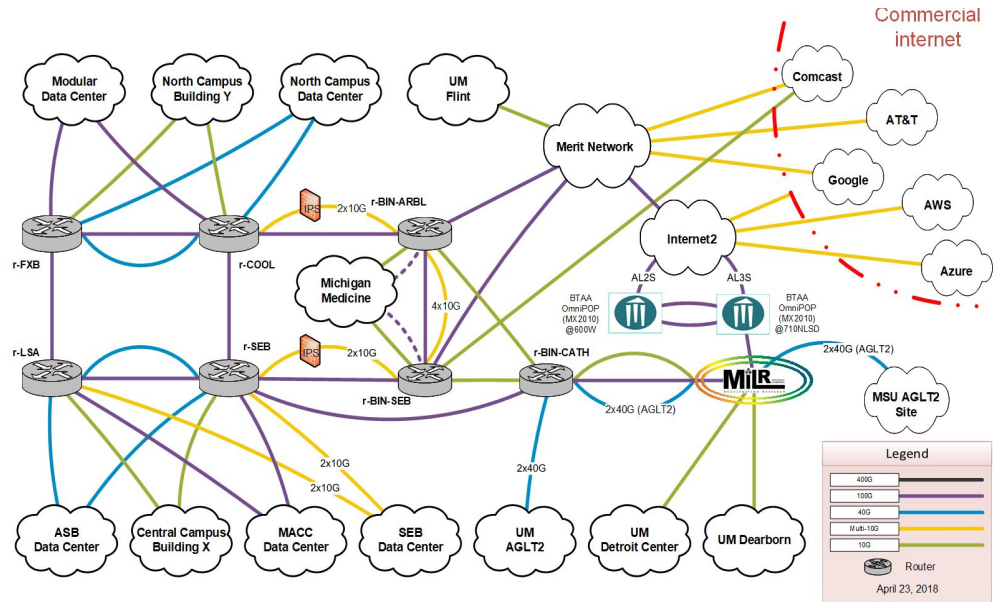 Commercial
internet
Modular
Data Center
North Campus
Building Y
North Campus
Data Center
UM
Flint
Comcast
AT&T
Merit Network
Google
AWS
IPS
2x10G
r-BIN-ARBL
Internet2
Azure
r-FXB
r-COOL
Michigan
Medicine
AL2S
AL3S
4x10G
BTAA
OmniPOP
(MX2010)
@600W
BTAA
OmniPOP
(MX2010)
@710NLSD
r-LSA
r-SEB
IPS
2x10G
r-BIN-CATH
r-BIN-SEB
MiLR
2x40G (AGLT2)
2x40G (AGLT2)
MSU AGLT2
Site
2x10G
2x10G
2x40G
ASB
Data Center
Central Campus
Building X
MACC
Data Center
SEB
Data Center
UM
AGLT2
UM
Detroit Center
UM Dearborn
Legend
400G
100G
40G
Multi-10G
10G
Router
April 23, 2018